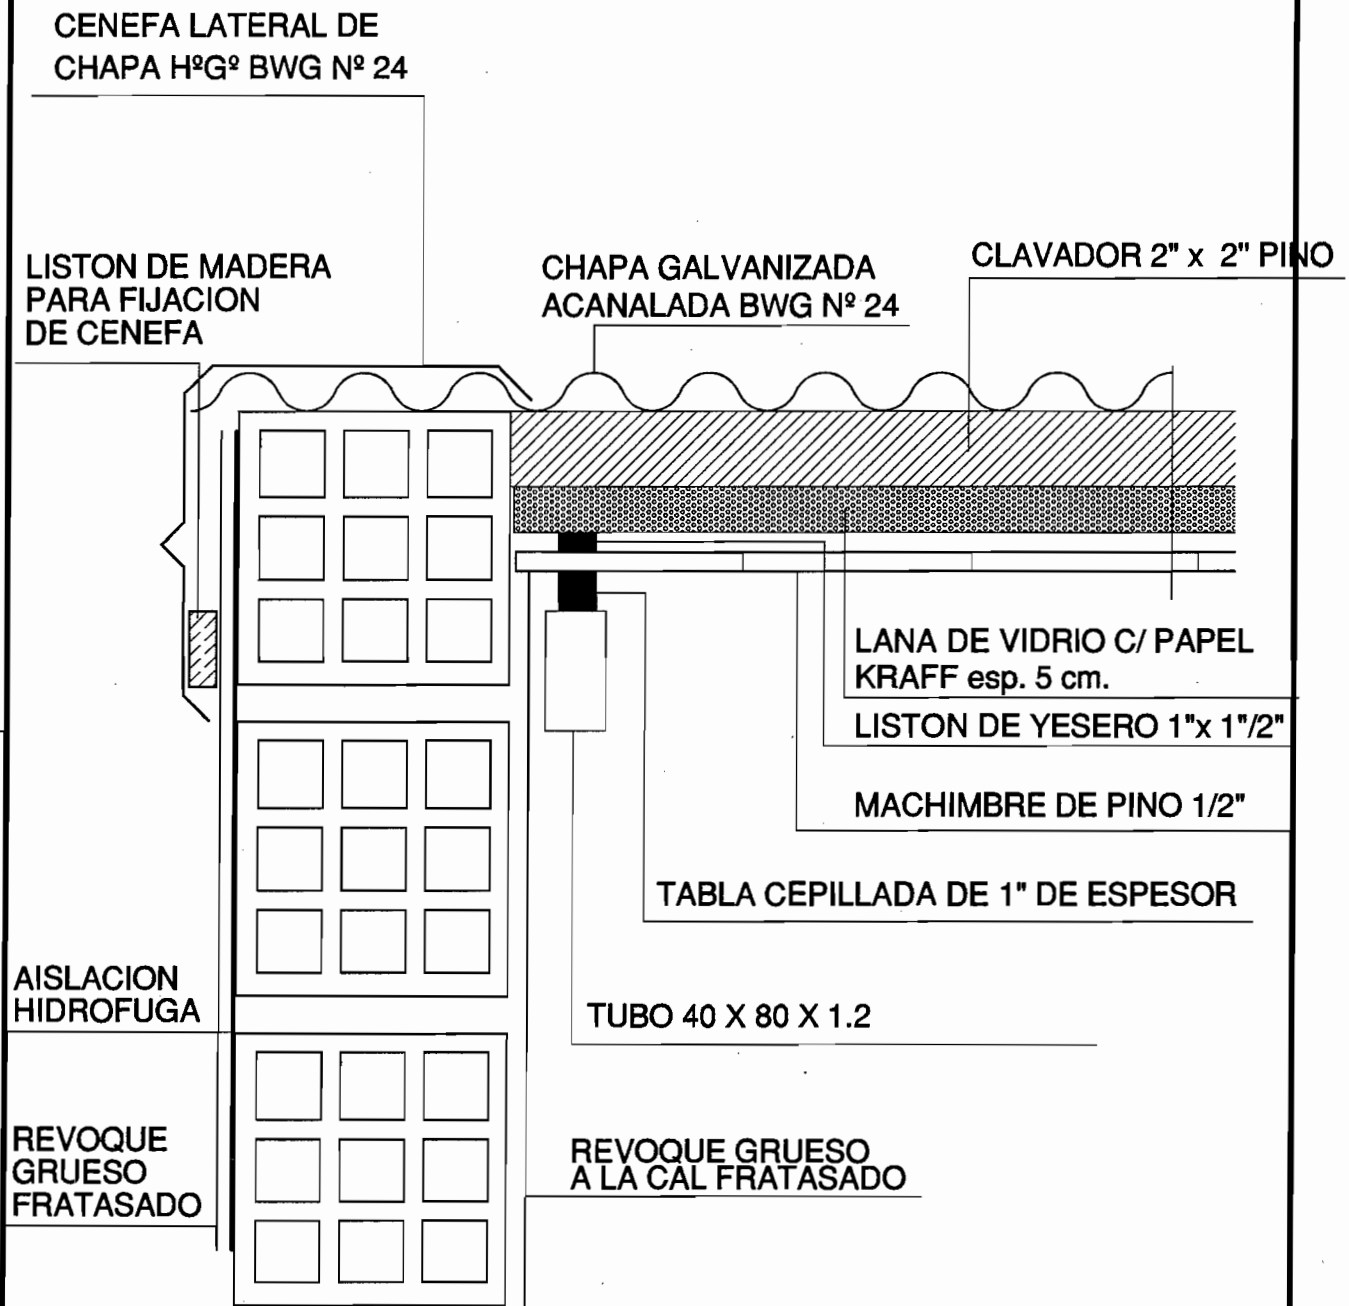 CENEFA LATERAL DE
CHAPA HºGº BWG Nº 24
LISTON DE MADERA
PARA FIJACION
DE CENEFA
CHAPA GALVANIZADA
ACANALADA BWG Nº 24
CLAVADOR 2" x 2" PINO
LANA DE VIDRIO C/ PAPEL
KRAFF esp. 5 cm.
LISTON DE YESERO 1"x 1"/2"
MACHIMBRE DE PINO 1/2"
TABLA CEPILLADA DE 1" DE ESPESOR
AISLACION
HIDROFUGA
TUBO 40 X 80 X 1.2
REVOQUE
GRUESO
FRATASADO
REVOQUE GRUESO
A LA CAL FRATASADO